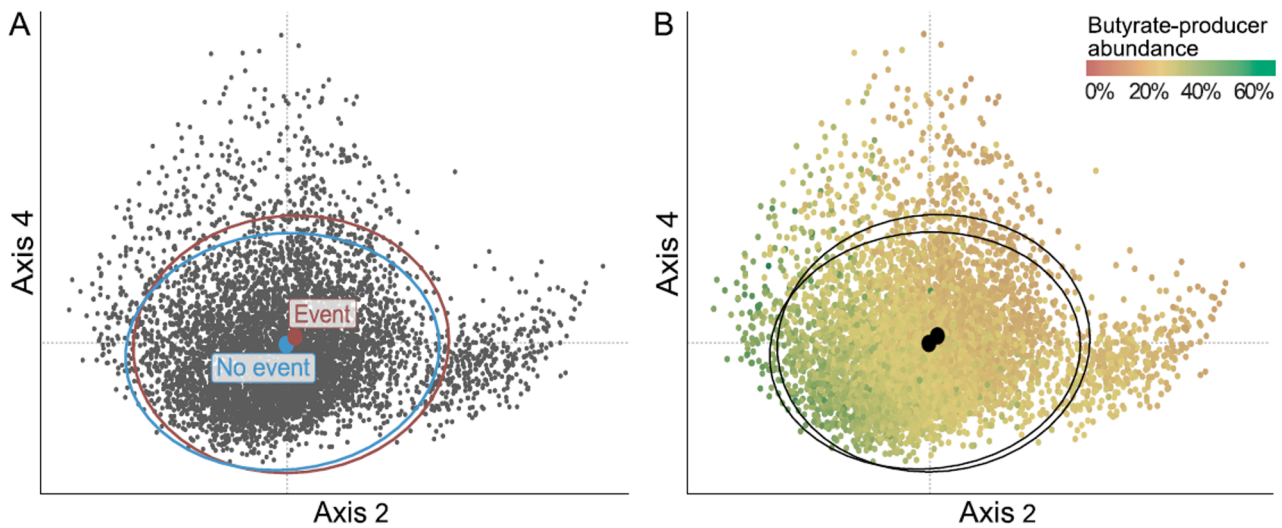 A
Axis 4
Event
No event
Axis 2
B
Butyrate-producer
abundance
0% 20% 40% 60%
Axis 4
Axis 2